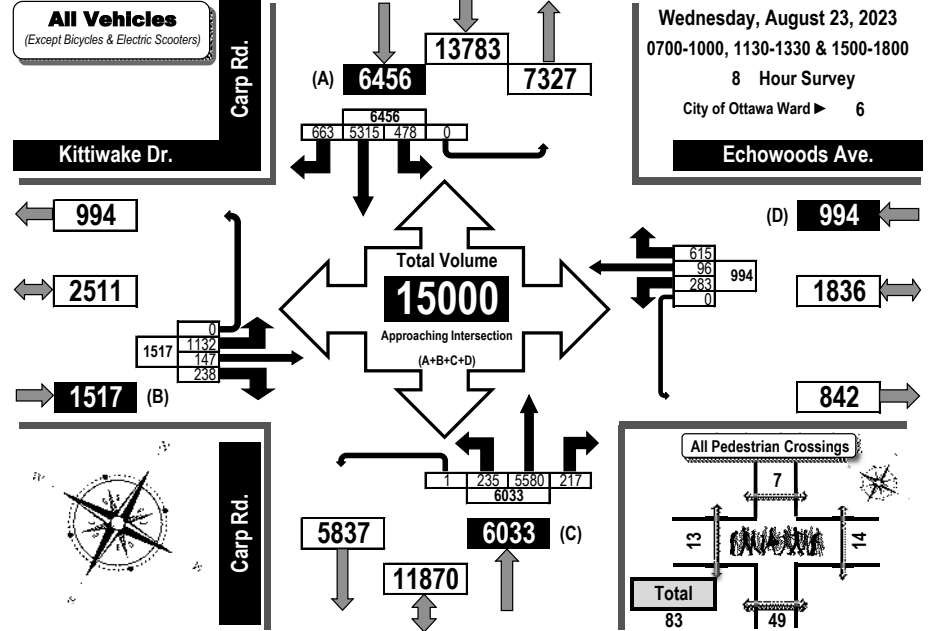 All Vehicles
(Except Bicycles & Electric Scooters)
Carp Rd.
Kittiwake Dr.
13783
(A) 6456
7327
Wednesday, August 23, 2023
0700-1000, 1130-1330 & 1500-1800
8 Hour Survey
City of Ottawa Ward ► 6
Echowoods Ave.
6456
663 5315 478 0
994
2511
0
1132
147
238
1517
1517 (B)
Total Volume
15000
Approaching Intersection
(A+B+C+D)
(D) 994
615
96
283
0
994
1836
842
1 235 5580 217
6033
5837
6033 (C)
11870
Carp Rd.
All Pedestrian Crossings
7
13
14
Total
83
49